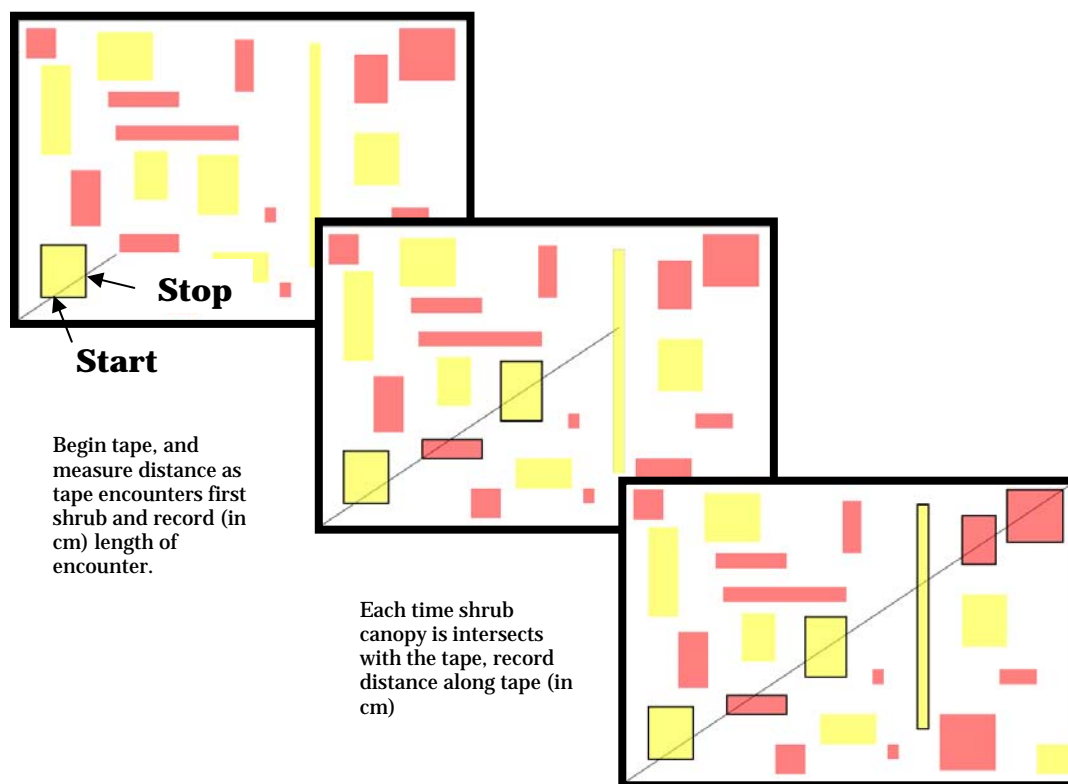 Stop
Start
Begin tape, and
measure distance as
tape encounters first
shrub and record (in
cm) length of
encounter.
Each time shrub
canopy is intersects
with the tape, record
distance along tape (in
cm)